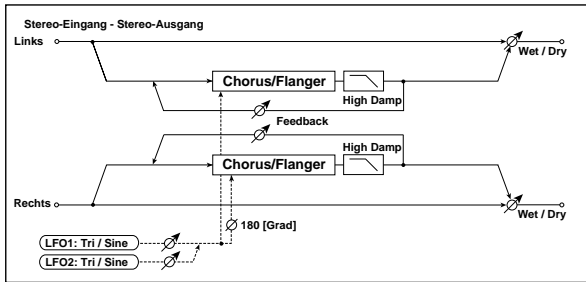 Stereo-Eingang - Stereo-Ausgang
Links
Wet / Dry
Chorus/Flanger
High Damp
Feedback
High Damp
Chorus/Flanger
Rechts
Wet / Dry
180 [Grad]
LFO1: Tri / Sine
LFO2: Tri / Sine